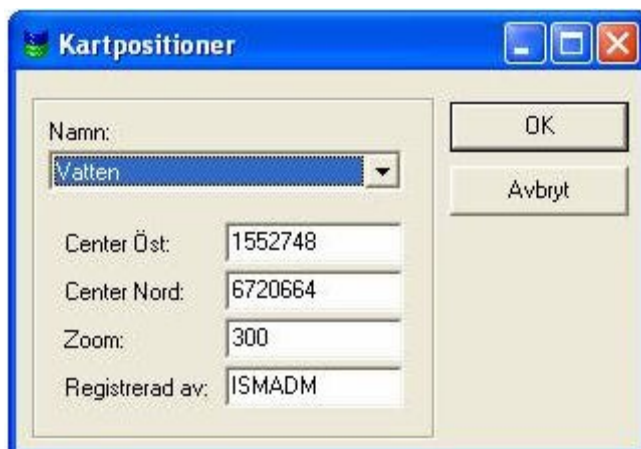 Kartpositioner
Namn:
Vatten
Center Öst: 1552748
Center Nord: 6720664
Zoom: 300
Registrerad av: ISMADM
OK
Avbryt